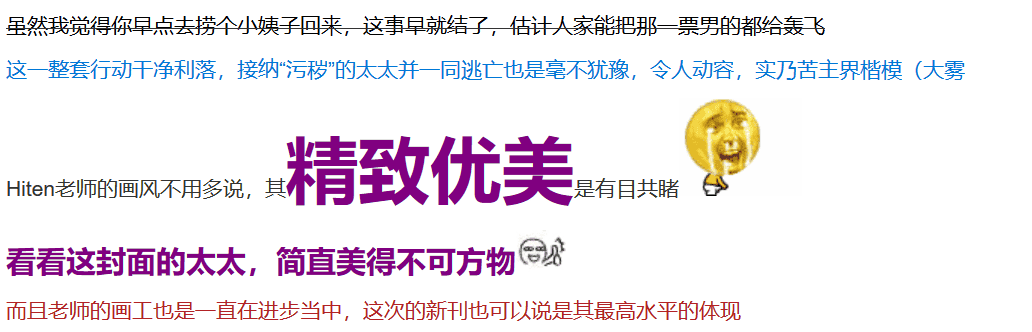 虽然我觉得你早点去捞个小姨子回来，这事早就结了，估计人家能把那一票男的都给轰飞
这一整套行动干净利落，接纳“污秽”的太太并一同逃亡也是毫不犹豫，令人动容，实乃苦主界楷模（大雾
Hiten老师的画风不用多说，其精致优美是有目共睹
看看这封面的太太，简直美得不可方物
而且老师的画工也是一直在进步当中，这次的新刊也可以说是其最高水平的体现